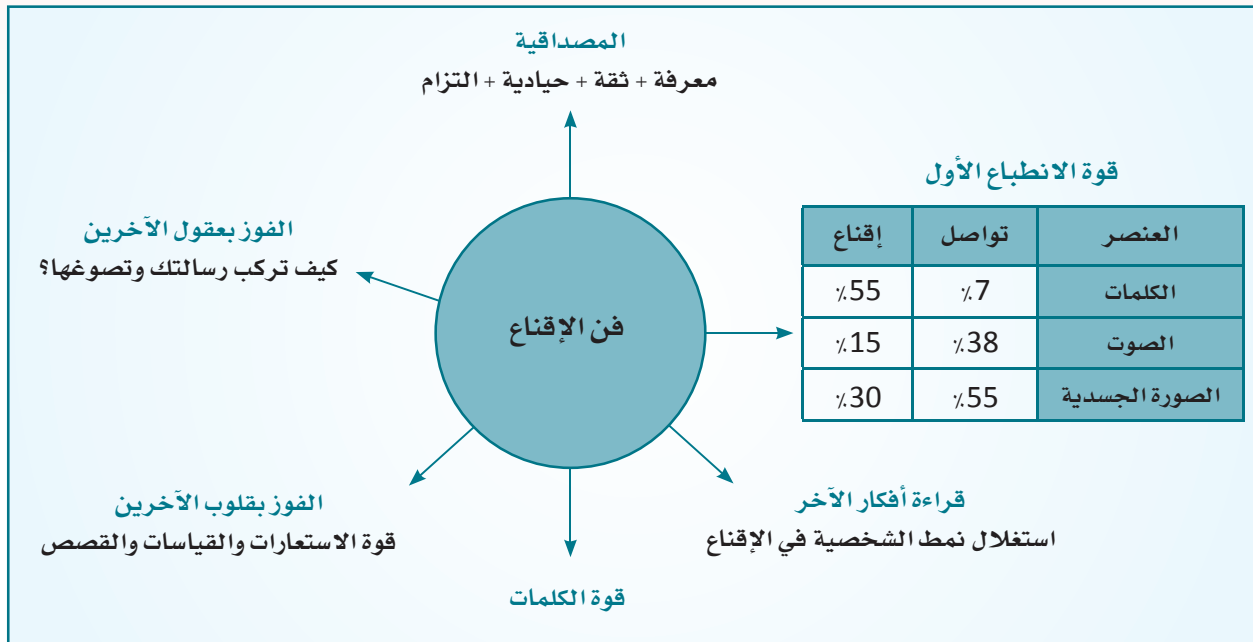 المصداقية
معرفة + ثقة + حيادية + التزام
قوة الانطباع الأول
العنصر تواصل إقناع
الكلمات 7٪ 55٪
الصوت 38٪ 15٪
الصورة الجسدية 55٪ 30٪
الفوز بعقول الآخرين
كيف تركب رسالتك وتصوغها؟
فن الإقناع
قراءة أفكار الآخر
استغلال نمط الشخصية في الإقناع
الفوز بقلوب الآخرين
قوة الاستعارات والقياسات والقصص
قوة الكلمات